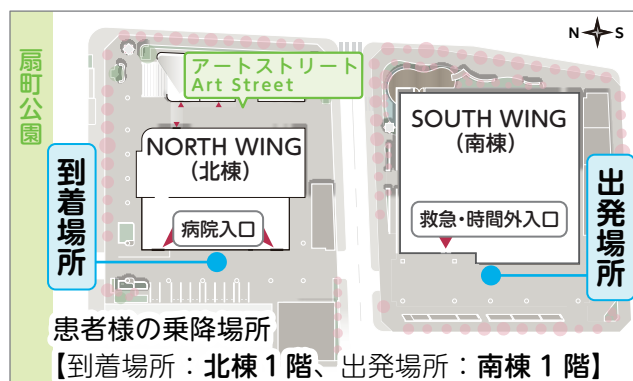 扇町公園
アートストリート
Art Street
N S
NORTH WING
(北棟)
SOUTH WING
(南棟)
到着場所
病院入口
救急・時間外入口
出発場所
患者様の乗降場所
【到着場所：北棟1階、出発場所：南棟1階】